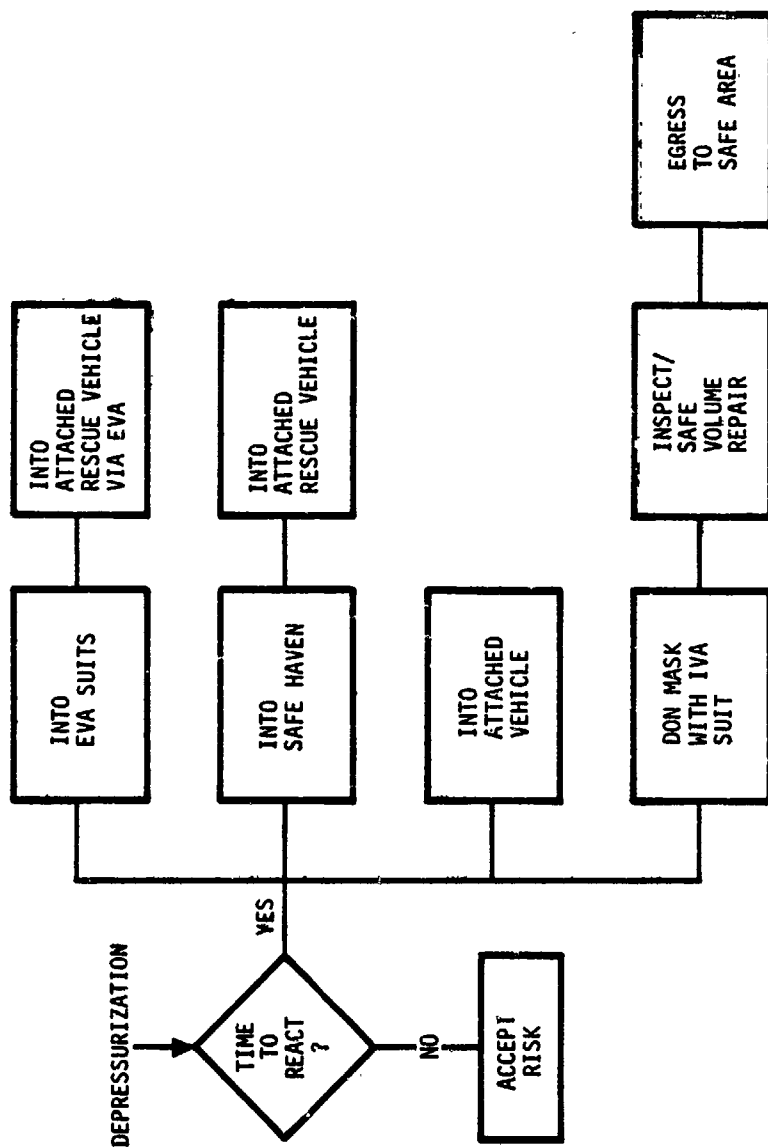 DEPRESSURIZATION
TIME
TO
REACT
?
YES
NO
ACCEPT
RISK
INTO
EVA SUITS
INTO
ATTACHED
RESCUE VEHICLE
VIA EVA
INTO
SAFE HAVEN
INTO
ATTACHED
RESCUE VEHICLE
INTO
ATTACHED
VEHICLE
DON MASK
WITH IVA
SUIT
INSPECT/
SAFE
VOLUME
REPAIR
EGRESS
TO
SAFE AREA